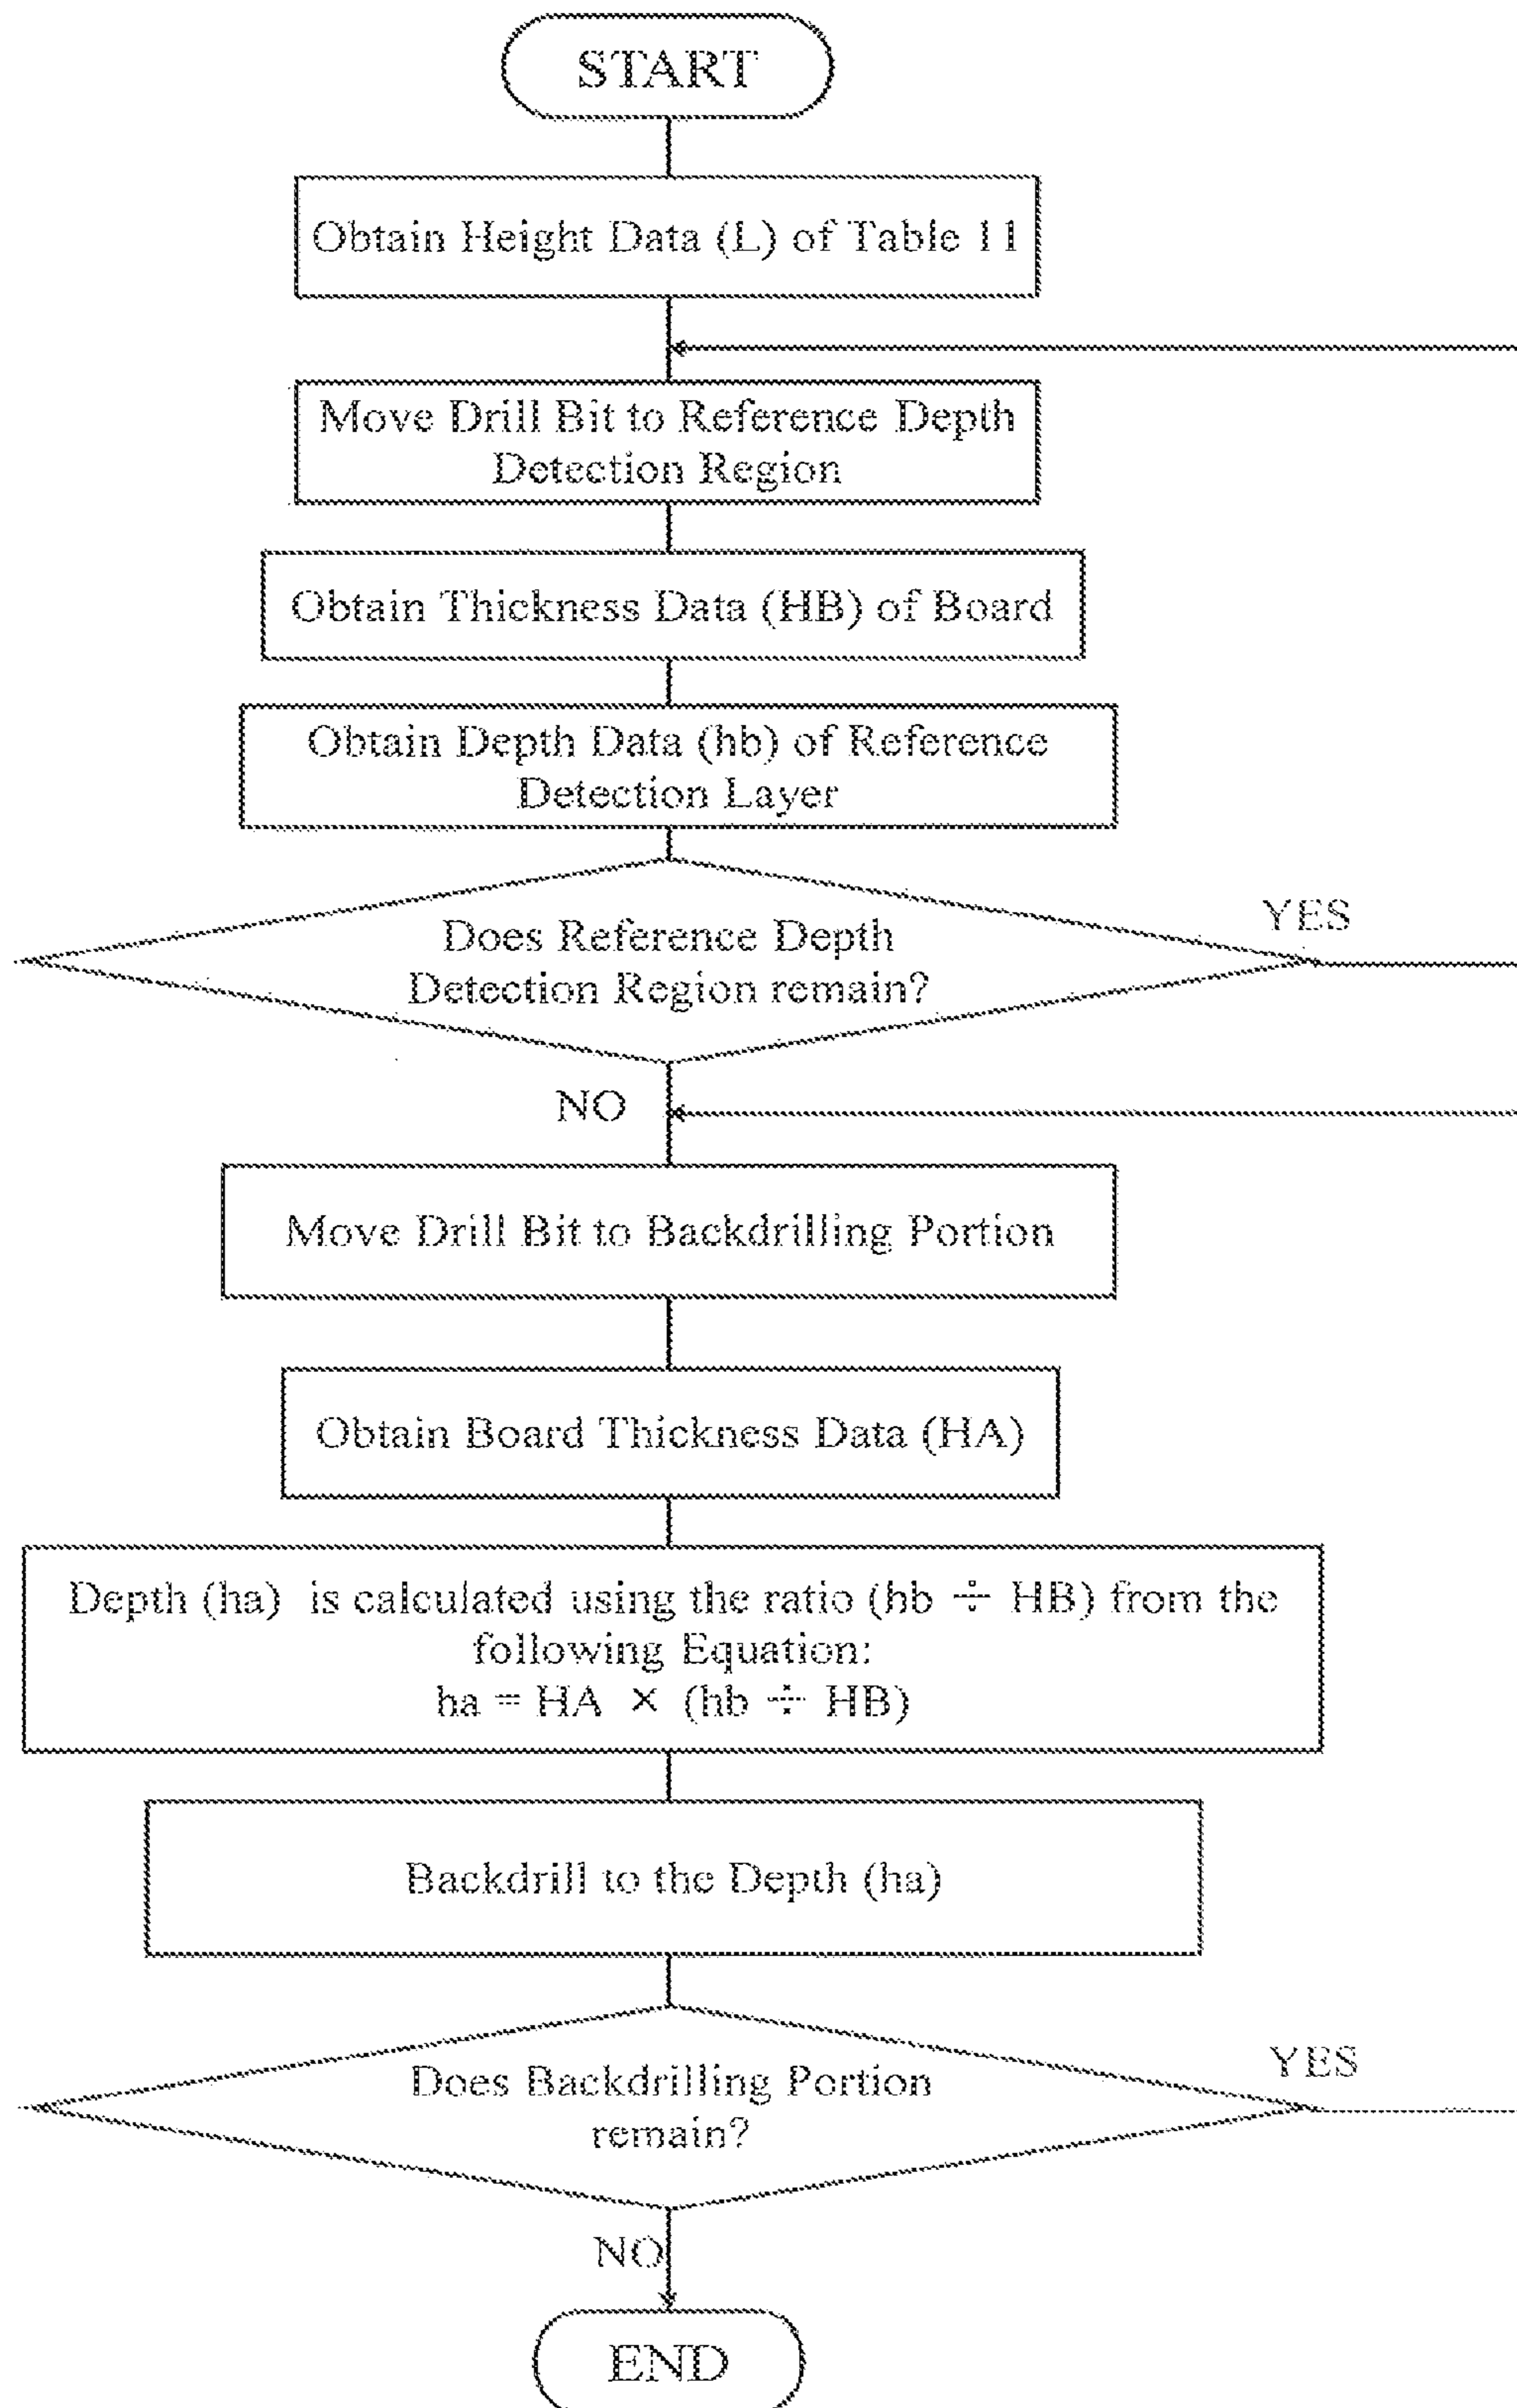 START
Obtain Height Data (L) of Table 11
Move Drill Bit to Reference Depth
Detection Region
Obtain Thickness Data (HB) of Board
Obtain Depth Data (hb) of Reference
Detection Layer
Does Reference Depth
Detection Region remain?
YES
NO
Move Drill Bit to Backdrilling Portion
Obtain Board Thickness Data (HA)
Depth (ha) is calculated using the ratio (hb ÷ HB) from the
following Equation:
ha = HA × (hb ÷ HB)
Backdrill to the Depth (ha)
Does Backdrilling Portion
remain?
YES
NO
END